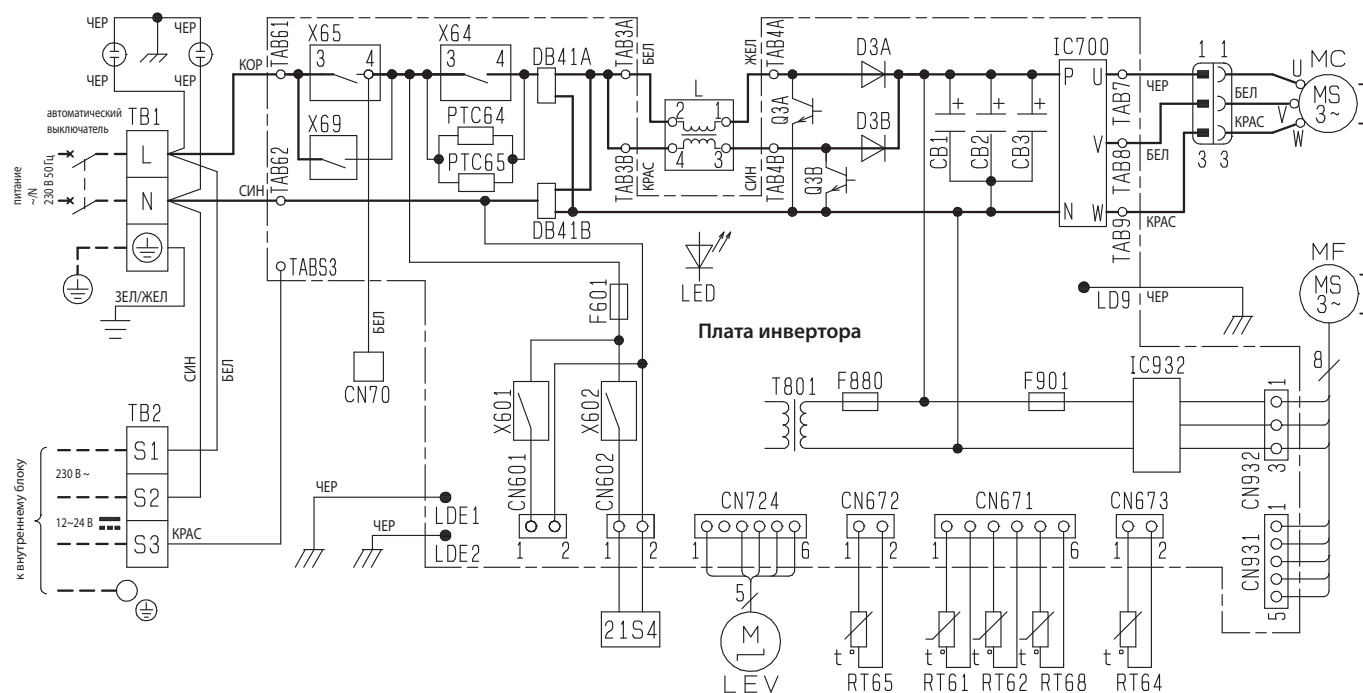 ЧЕР
ЧЕР
ЧЕР
ЧЕР
автоматический
выключатель
TB1
L
N
питание
~/N
230 В 50 Гц
ЗЕЛ/ЖЕЛ
КОР
СИН
TAB61
TAB62
TABS3
X65
3 4
X69
X64
3 4
PTC64
PTC65
DB41A
DB41B
TAB3A
TAB3B
БЕЛ
КРАС
L
2 1
4 3
ЖЕЛ
СИН
TAB4A
TAB4B
Q3A
Q3B
D3A
D3B
CB1
+
CB2
+
CB3
+
IC700
P U
V
N W
TAB7
TAB8
TAB9
ЧЕР
БЕЛ
КРАС
1 1
3 3
БЕЛ
КРАС
U
V
W
MC
MS
3~
LED
Плата инвертора
LD9
ЧЕР
MF
MS
3~
8
СИН
БЕЛ
БЕЛ
CN70
F601
X601
X602
T801
F880
F901
IC932
1
3
CN932
TB2
S1
S2
S3
к внутреннему блоку
230 В ~
12~24 В
КРАС
ЧЕР
LDE1
ЧЕР
LDE2
CN601
1 2
CN602
1 2
21S4
CN724
1 6
5
M
LEV
CN672
1 2
t°
RT65
CN671
1 6
t°
RT61
t°
RT62
t°
RT68
CN673
1 2
t°
RT64
CN931
1
5